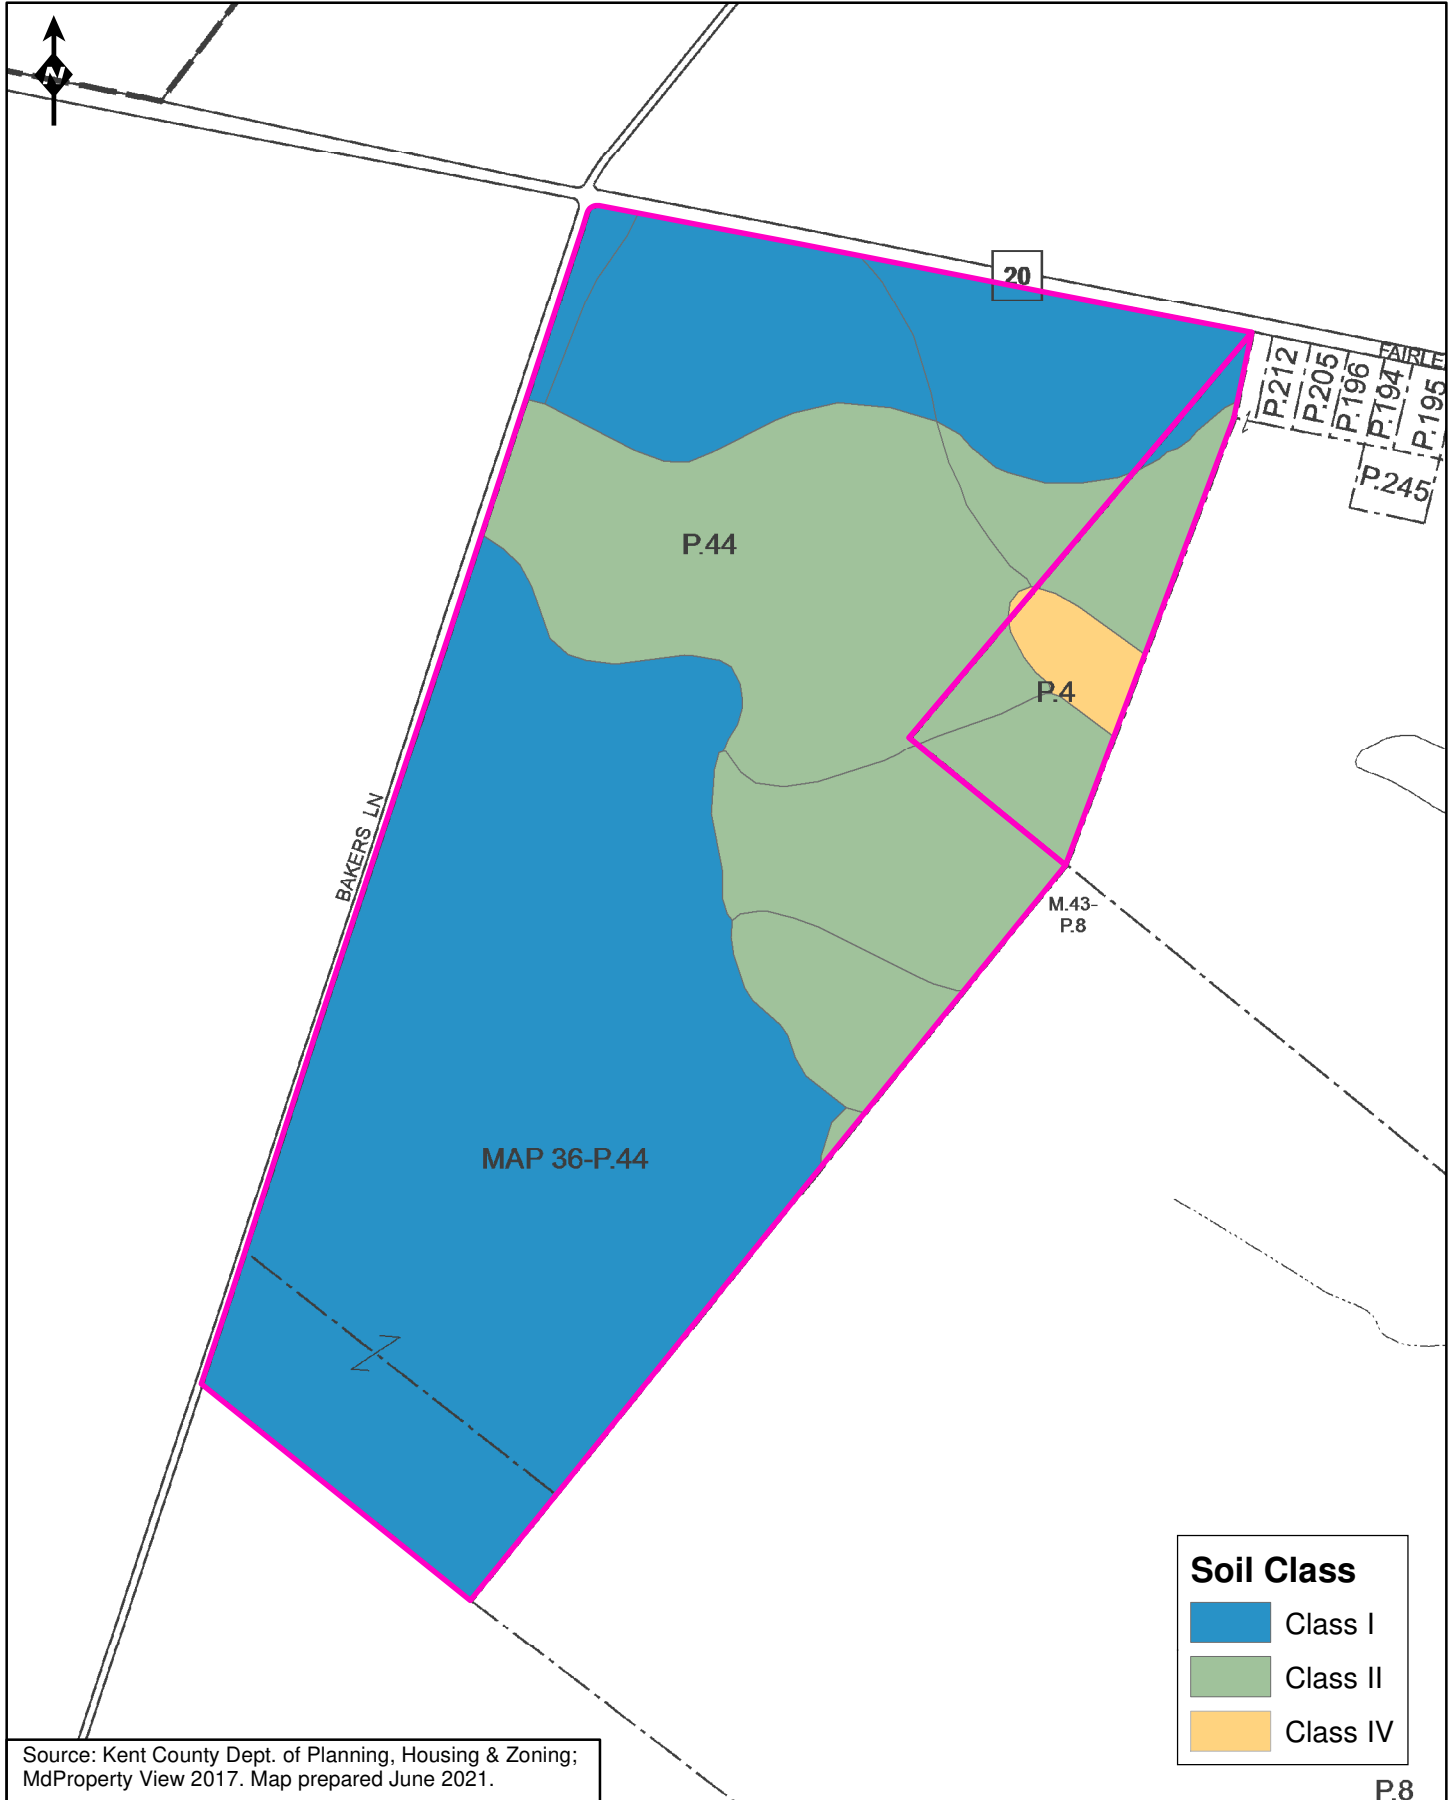 N
20
FAIRLE
P.212
P.205
P.196
P.194
P.195
P.245
P.44
P.4
BAKERS LN
M.43-
P.8
MAP 36-P.44
Soil Class
Class I
Class II
Class IV
Source: Kent County Dept. of Planning, Housing & Zoning;
MdProperty View 2017. Map prepared June 2021.
P.8